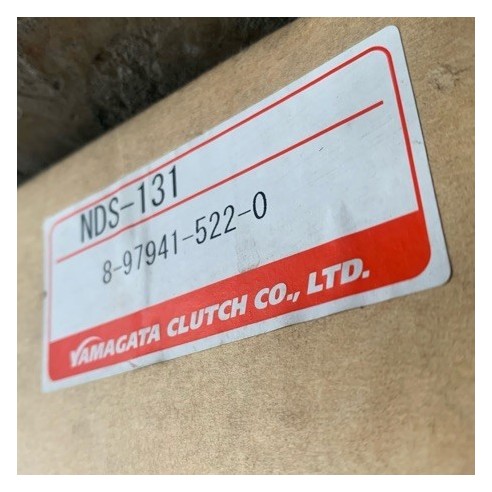 NDS-131
8-97941-522-0
YAMAGATA CLUTCH CO., LTD.